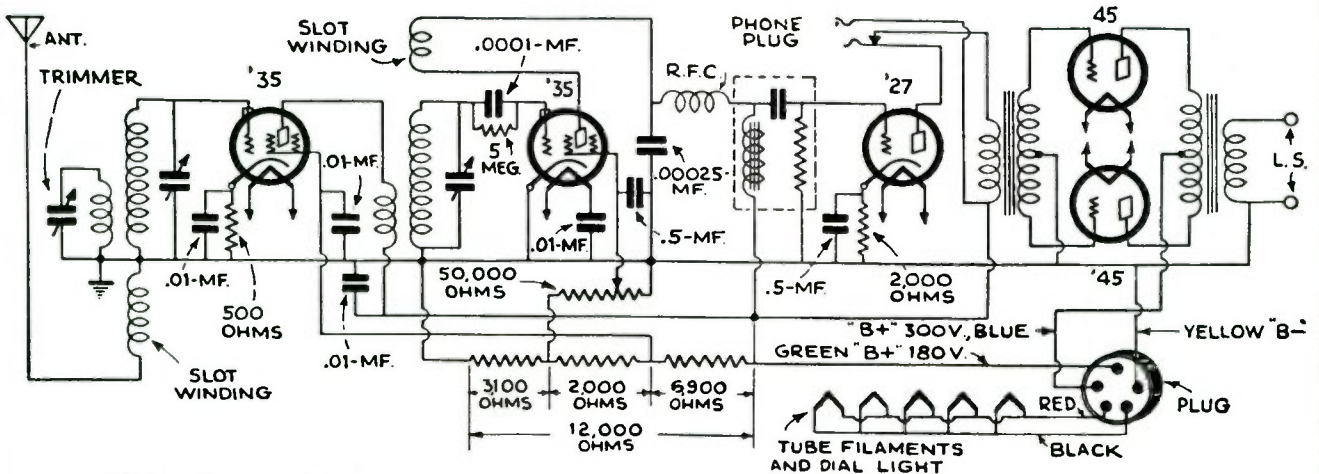 ANT.
TRIMMER
'35
SLOT
WINDING
.0001-MF.
'35
5
MEG.
R.F.C.
PHONE
PLUG
'27
45
.01-MF.
.00025-
MF.
.5-MF.
.01-MF.
.01-MF.
500
OHMS
.01-MF.
50,000
OHMS
.5-MF.
2,000
OHMS
'45
L.S.
"B+" 300V., BLUE
YELLOW "B-"
GREEN "B+" 180V.
SLOT
WINDING
3,100
OHMS
2,000
OHMS
6,900
OHMS
12,000
OHMS
RED
PLUG
BLACK
TUBE FILAMENTS
AND DIAL LIGHT